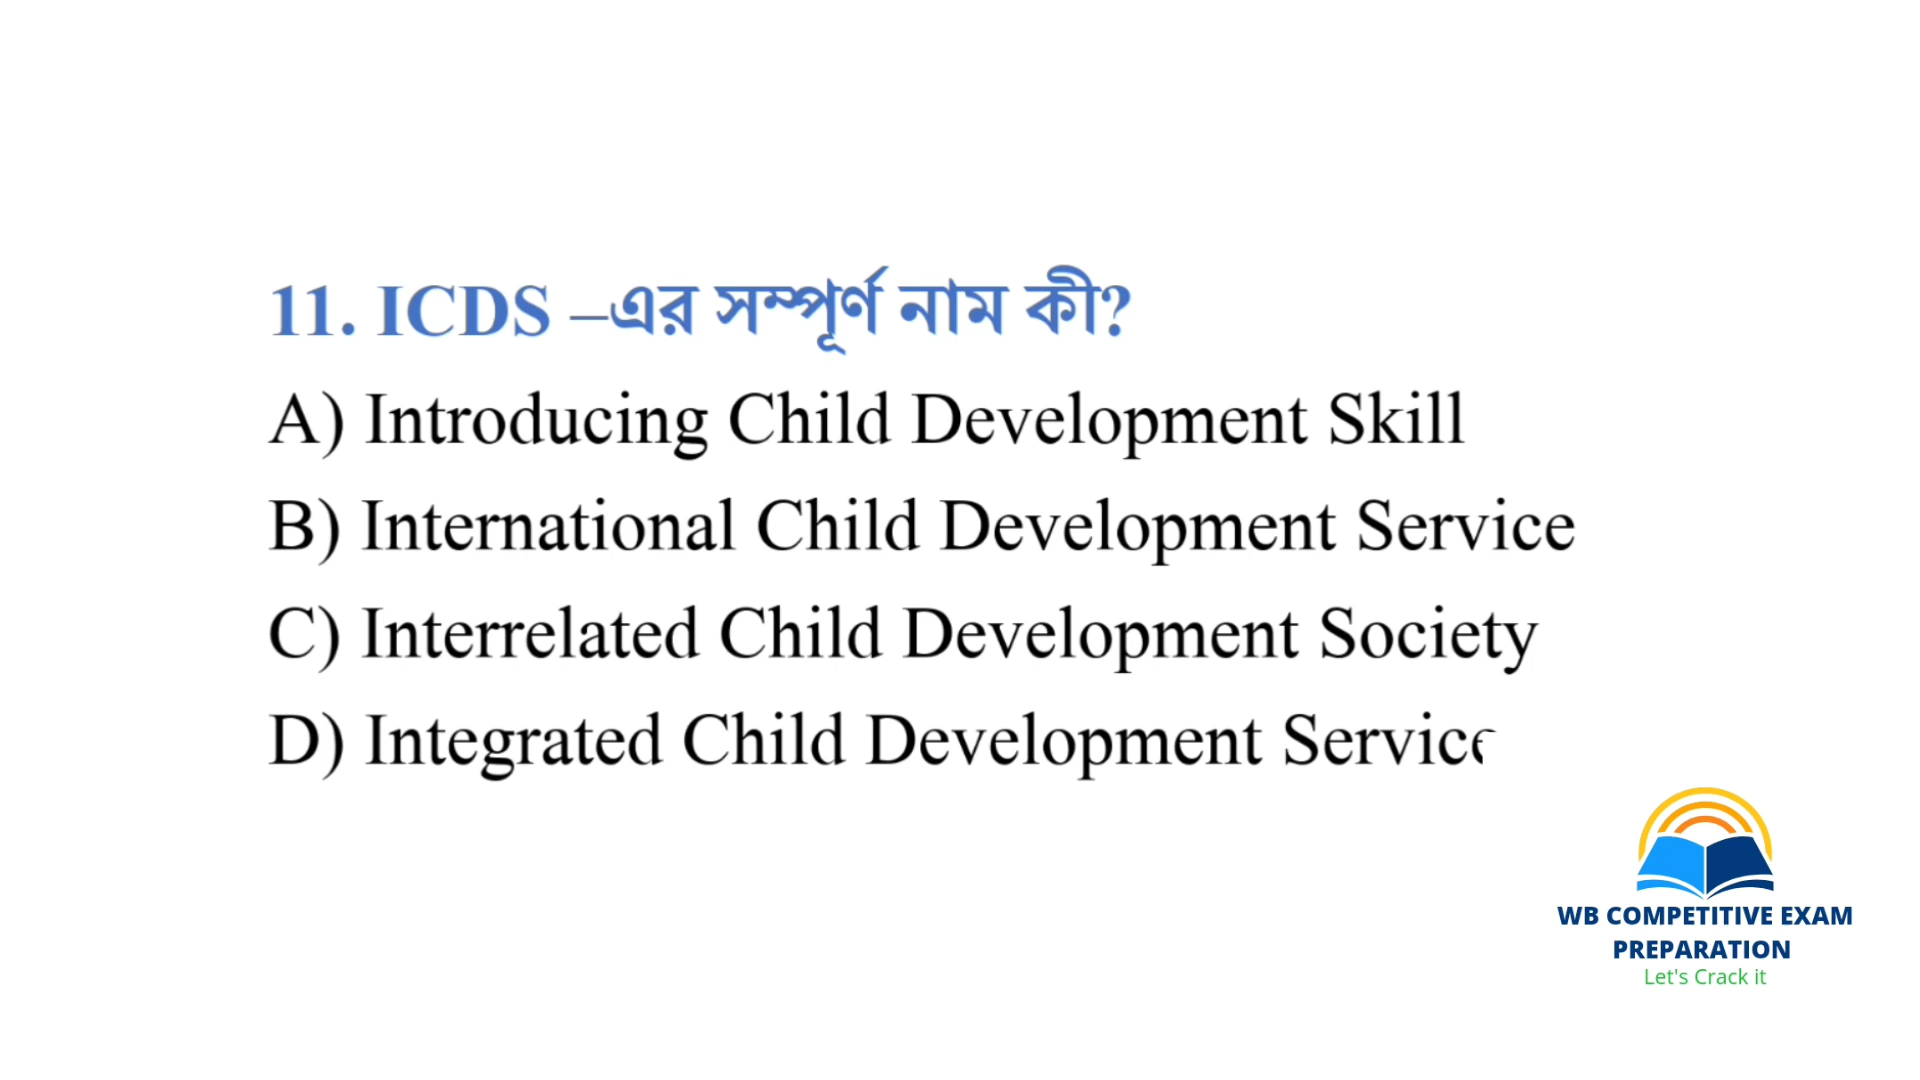 11. ICDS –এর সম্পূর্ণ নাম কী?
A) Introducing Child Development Skill
B) International Child Development Service
C) Interrelated Child Development Society
D) Integrated Child Development Service
WB COMPETITIVE EXAM
PREPARATION
Let's Crack it